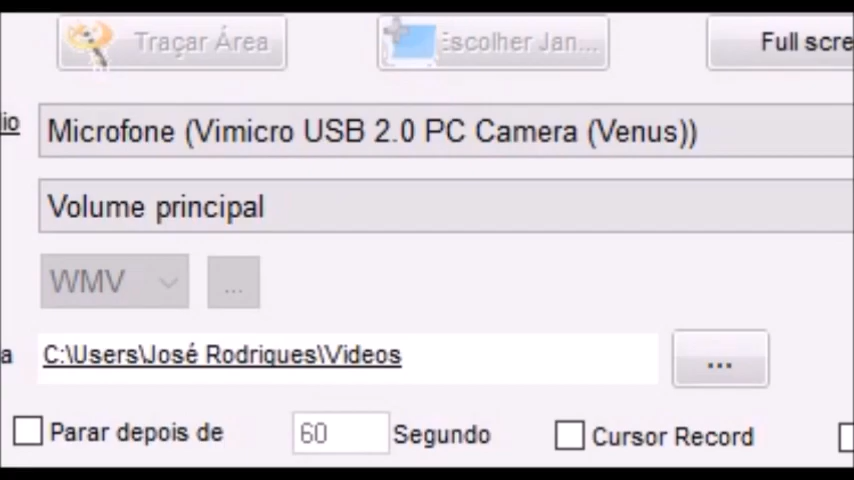 Traçar Área
Escolher Jan...
Full scre
io
Microfone (Vimicro USB 2.0 PC Camera (Venus))
Volume principal
WMV
...
a
C:\Users\José Rodrigues\Videos
...
Parar depois de
60
Segundo
Cursor Record